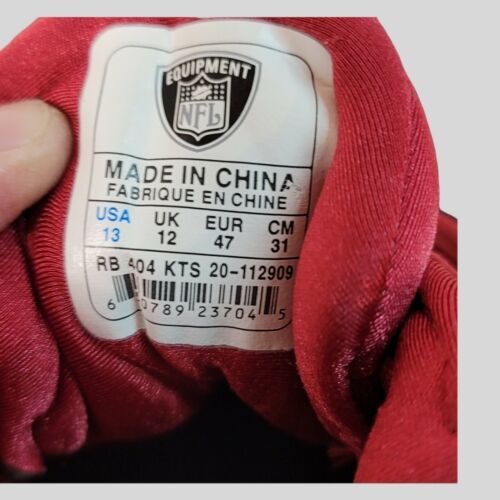 EQUIPMENT
NFL
MADE IN CHINA
FABRIQUE EN CHINE
USA UK EUR CM
13 12 47 31
RB 404 KTS 20-112909
0789 23704 5